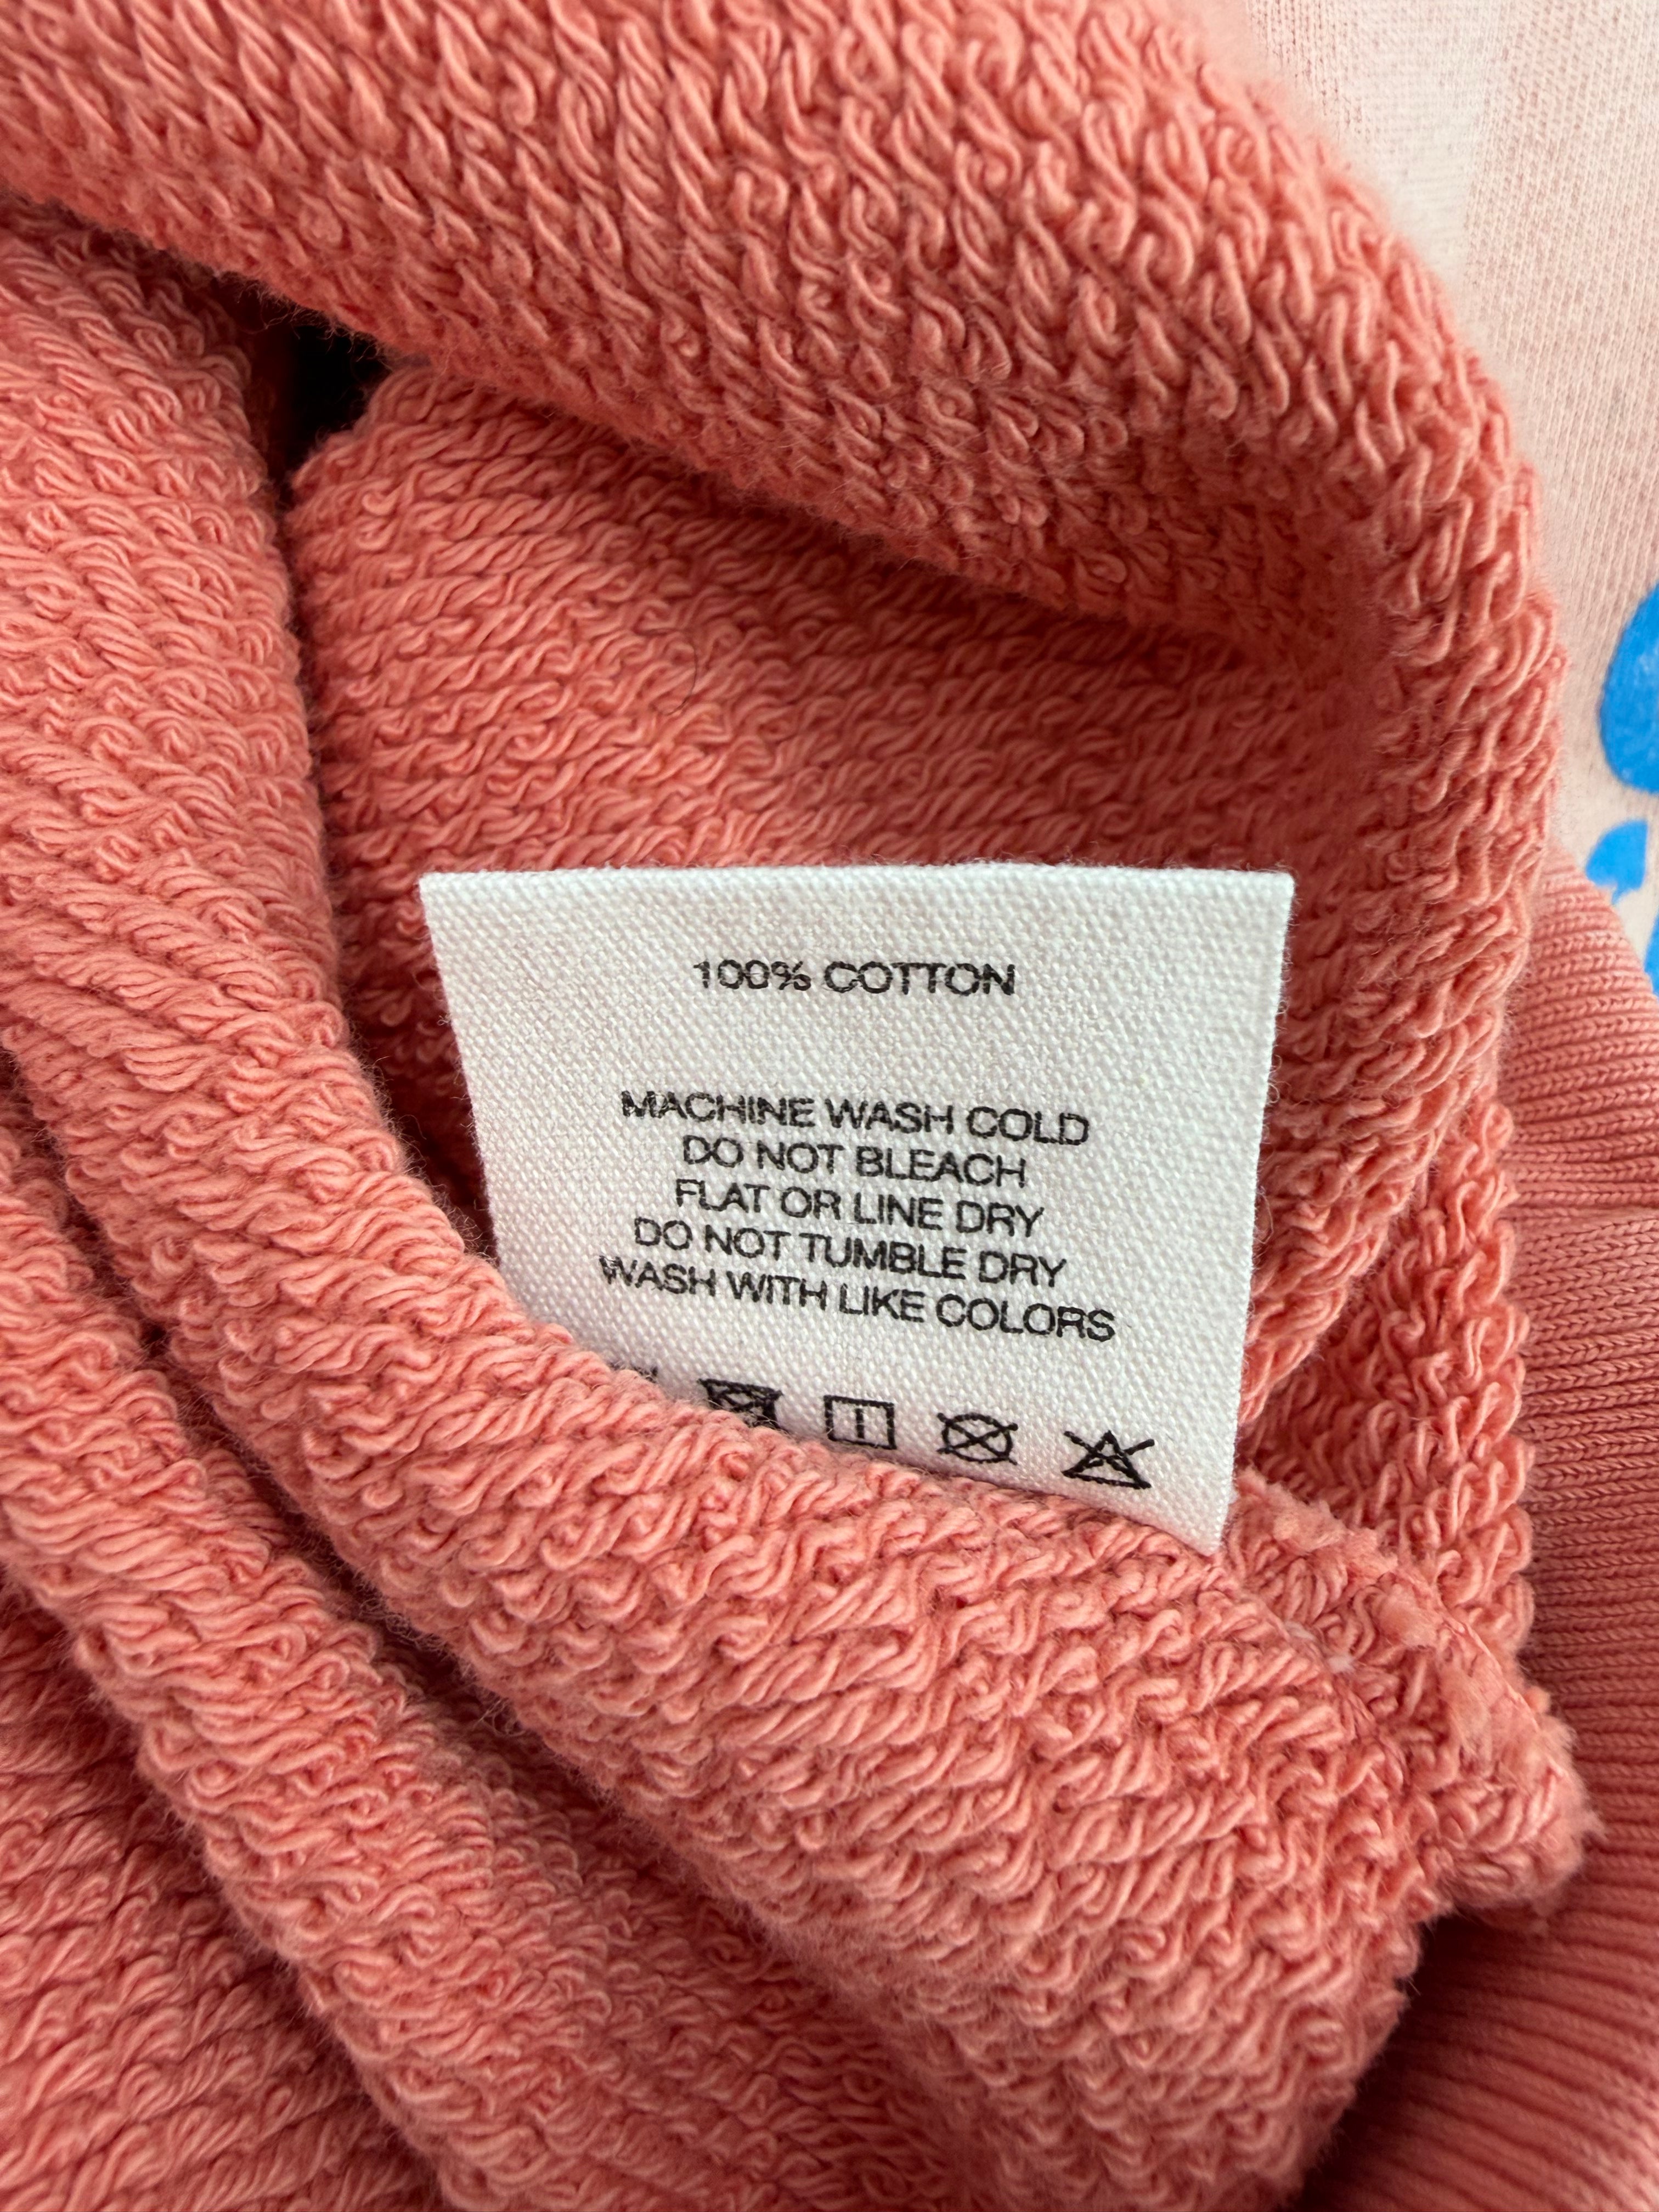 100% COTTON
MACHINE WASH COLD
DO NOT BLEACH
FLAT OR LINE DRY
DO NOT TUMBLE DRY
WASH WITH LIKE COLORS